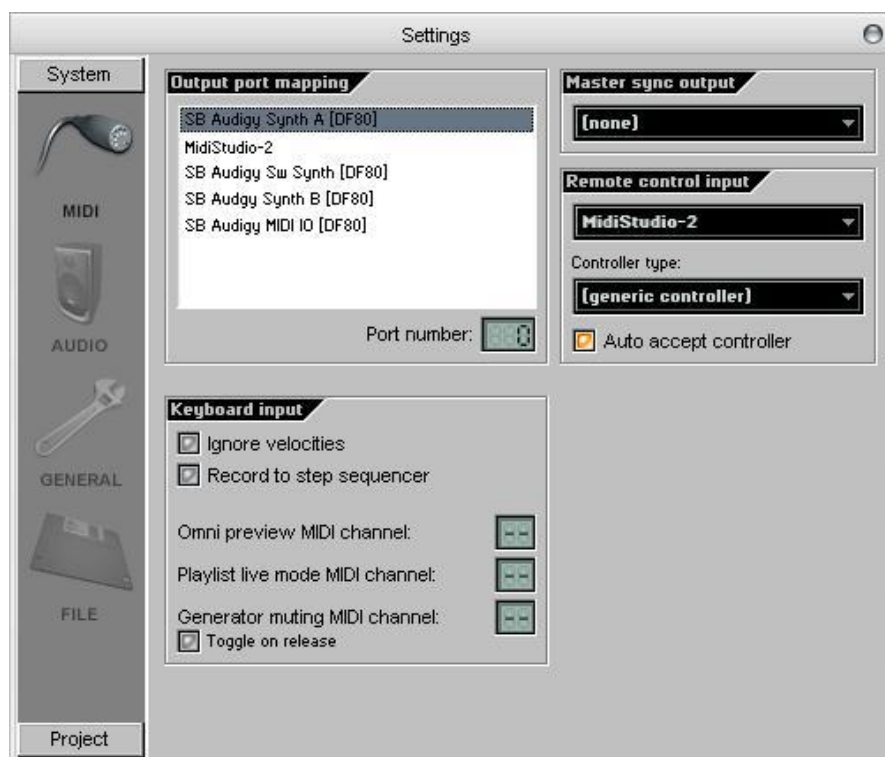 Settings
System
MIDI
AUDIO
GENERAL
FILE
Project
Output port mapping
SB Audigy Synth A [DF80]
MidiStudio-2
SB Audigy Sw Synth [DF80]
SB Audgy Synth B [DF80]
SB Audigy MIDI IO [DF80]
Port number: 0
Master sync output
(none)
Remote control input
MidiStudio-2
Controller type:
(generic controller)
Auto accept controller
Keyboard input
Ignore velocities
Record to step sequencer
Omni preview MIDI channel: --
Playlist live mode MIDI channel: --
Generator muting MIDI channel: --
Toggle on release